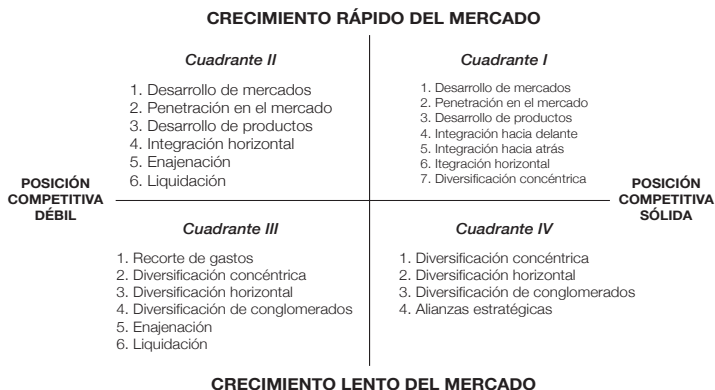 CRECIMIENTO RÁPIDO DEL MERCADO
Cuadrante II
1. Desarrollo de mercados
2. Penetración en el mercado
3. Desarrollo de productos
4. Integración horizontal
5. Enajenación
6. Liquidación
Cuadrante I
1. Desarrollo de mercados
2. Penetración en el mercado
3. Desarrollo de productos
4. Integración hacia delante
5. Integración hacia atrás
6. Itegración horizontal
7. Diversificación concéntrica
POSICIÓN
COMPETITIVA
DÉBIL
POSICIÓN
COMPETITIVA
SÓLIDA
Cuadrante III
1. Recorte de gastos
2. Diversificación concéntrica
3. Diversificación horizontal
4. Diversificación de conglomerados
5. Enajenación
6. Liquidación
Cuadrante IV
1. Diversificación concéntrica
2. Diversificación horizontal
3. Diversificación de conglomerados
4. Alianzas estratégicas
CRECIMIENTO LENTO DEL MERCADO